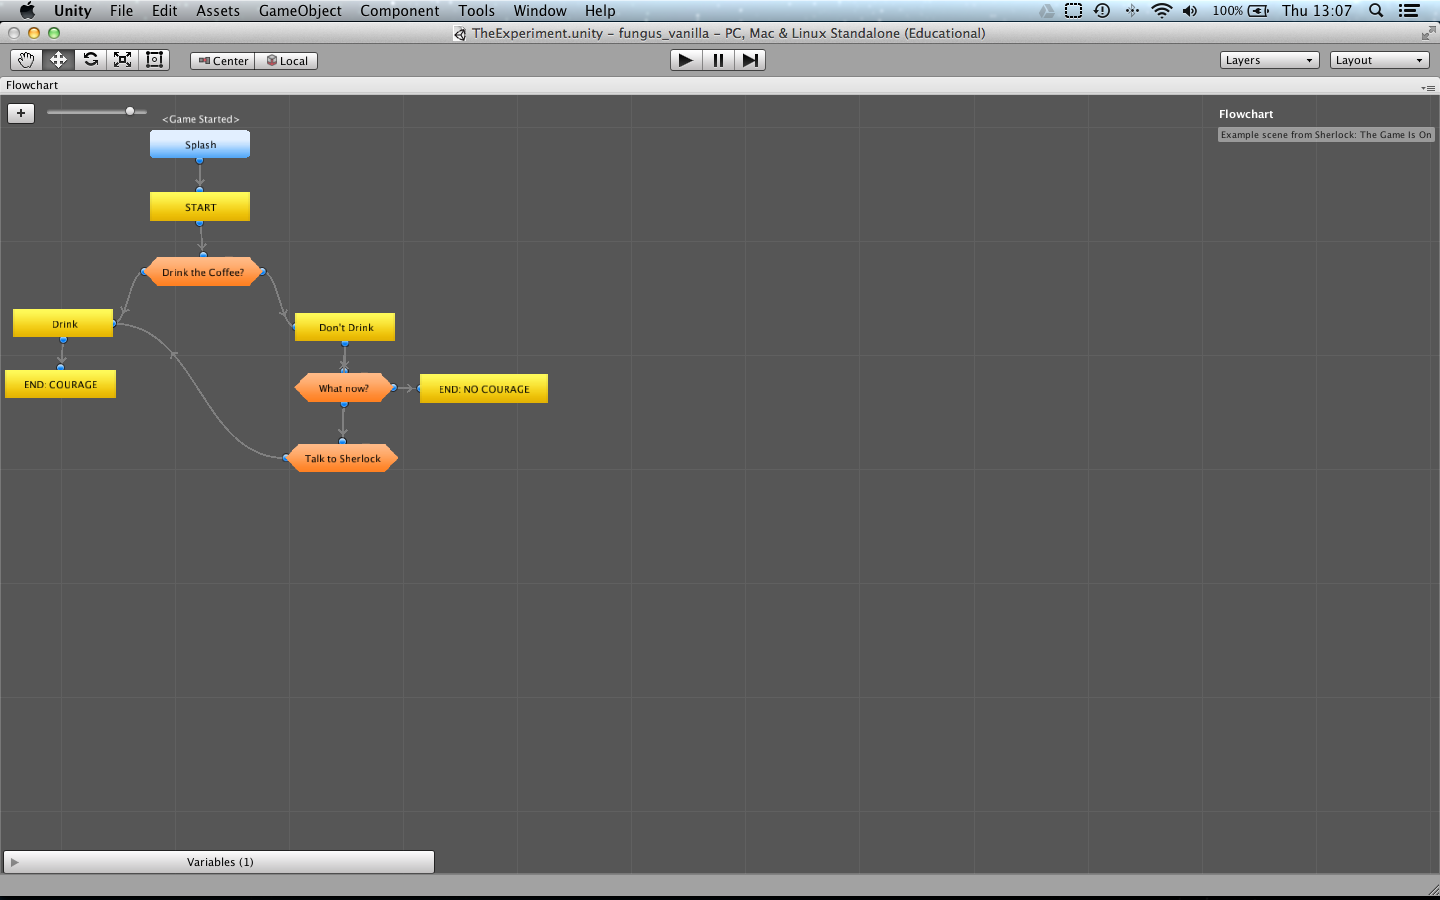 Unity File Edit Assets GameObject Component Tools Window Help 100% Thu 13:07
TheExperiment.unity - fungus_vanilla - PC, Mac & Linux Standalone (Educational)
Center Local Layers Layout
Flowchart
+
<Game Started>
Flowchart
Example scene from Sherlock: The Game Is On
Splash
START
Drink the Coffee?
Drink
Don't Drink
END: COURAGE
What now?
END: NO COURAGE
Talk to Sherlock
Variables (1)